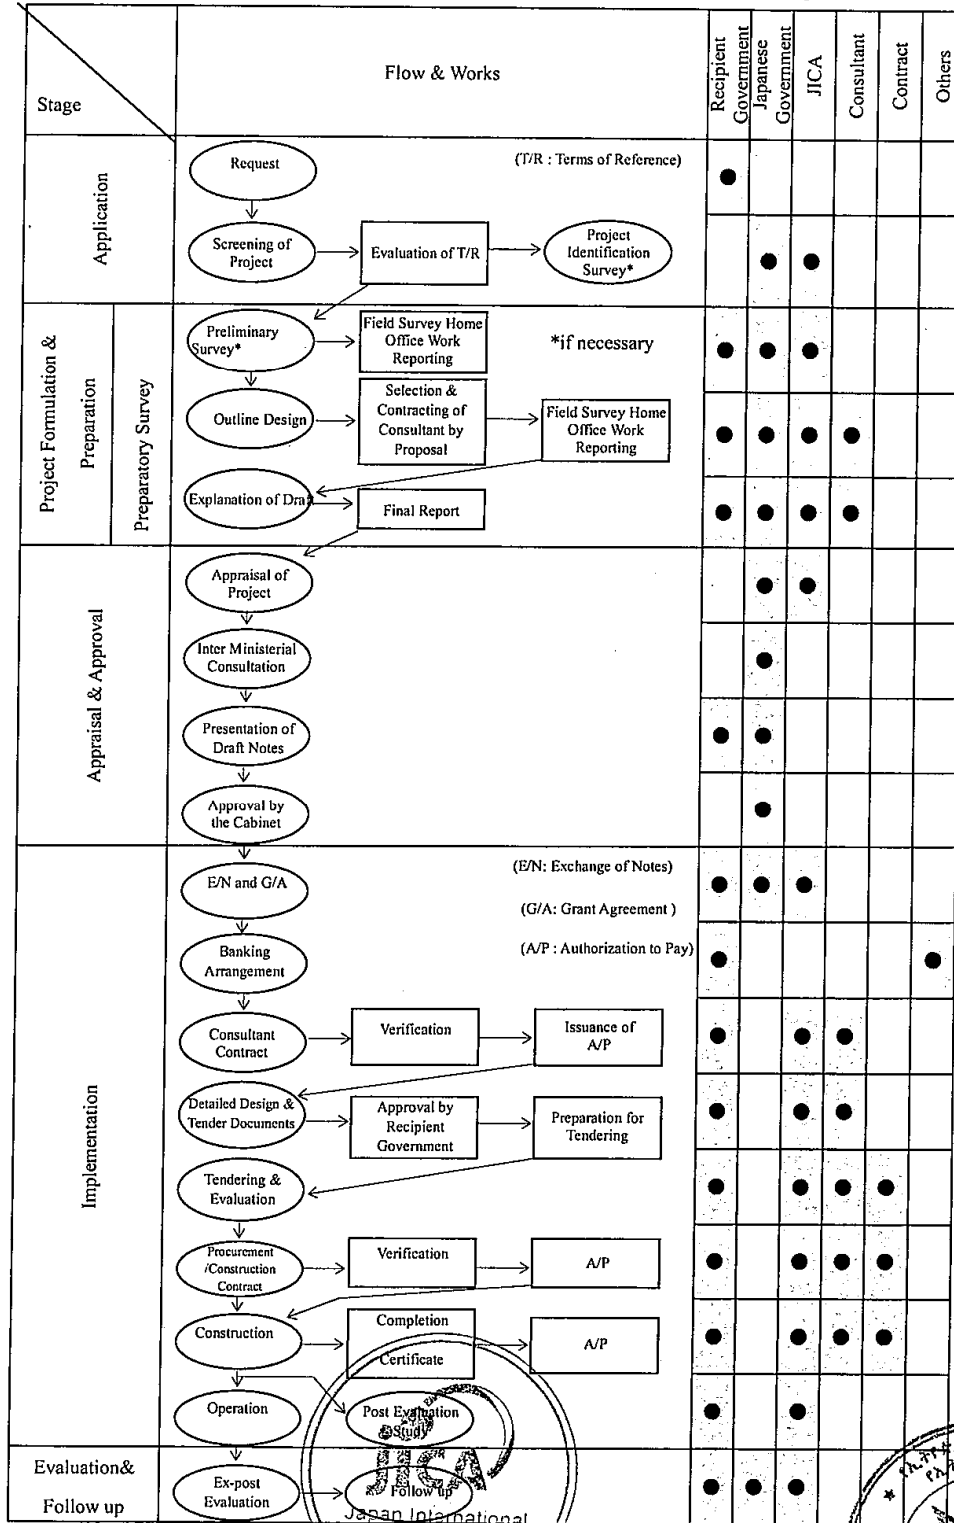 Stage
Flow & Works
Recipient
Government
Japanese
Government
JICA
Consultant
Contract
Others
Application
Request
(T/R : Terms of Reference)
Screening of
Project
Evaluation of T/R
Project
Identification
Survey*
Project Formulation &
Preparation
Preparatory Survey
Preliminary
Survey*
Field Survey Home
Office Work
Reporting
*if necessary
Outline Design
Selection &
Contracting of
Consultant by
Proposal
Field Survey Home
Office Work
Reporting
Explanation of Draft
Final Report
Appraisal & Approval
Appraisal of
Project
Inter Ministerial
Consultation
Presentation of
Draft Notes
Approval by
the Cabinet
Implementation
E/N and G/A
(E/N: Exchange of Notes)
(G/A: Grant Agreement )
(A/P : Authorization to Pay)
Banking
Arrangement
Consultant
Contract
Verification
Issuance of
A/P
Detailed Design &
Tender Documents
Approval by
Recipient
Government
Preparation for
Tendering
Tendering &
Evaluation
Procurement
/Construction
Contract
Verification
A/P
Construction
Completion
Certificate
A/P
Operation
Post Evaluation
Study
Evaluation&
Follow up
Ex-post
Evaluation
Follow up
JICA
Japan International